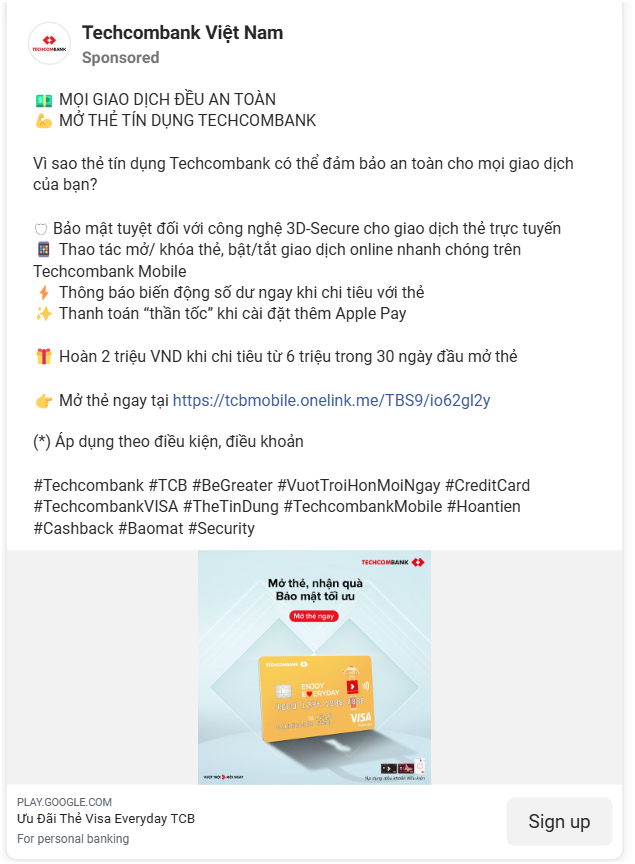 TECHCOMBANK
Techcombank Việt Nam
Sponsored
💵 MỌI GIAO DỊCH ĐỀU AN TOÀN
💪 MỞ THẺ TÍN DỤNG TECHCOMBANK
Vì sao thẻ tín dụng Techcombank có thể đảm bảo an toàn cho mọi giao dịch
của bạn?
🛡 Bảo mật tuyệt đối với công nghệ 3D-Secure cho giao dịch thẻ trực tuyến
📱 Thao tác mở/ khóa thẻ, bật/tắt giao dịch online nhanh chóng trên
Techcombank Mobile
⚡ Thông báo biến động số dư ngay khi chi tiêu với thẻ
✨ Thanh toán “thần tốc” khi cài đặt thêm Apple Pay
🎁 Hoàn 2 triệu VND khi chi tiêu từ 6 triệu trong 30 ngày đầu mở thẻ
👉 Mở thẻ ngay tại https://tcbmobile.onelink.me/TBS9/io62gl2y
(*) Áp dụng theo điều kiện, điều khoản
#Techcombank #TCB #BeGreater #VuotTroiHonMoiNgay #CreditCard
#TechcombankVISA #TheTinDung #TechcombankMobile #Hoantien
#Cashback #Baomat #Security
TECHCOMBANK
Mở thẻ, nhận quà
Bảo mật tối ưu
Mở thẻ ngay
TECHCOMBANK
ENJOY
EVERYDAY
VISA
VƯỢT TRỘI HƠN MỖI NGÀY
*Áp dụng điều khoản điều kiện
PLAY.GOOGLE.COM
Ưu Đãi Thẻ Visa Everyday TCB
For personal banking
Sign up